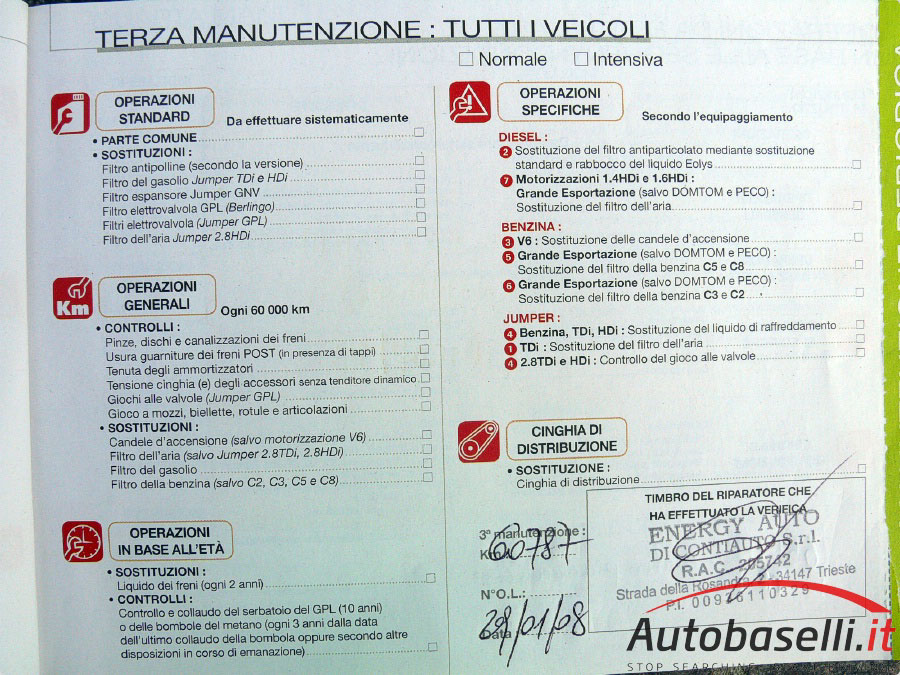 TERZA MANUTENZIONE : TUTTI I VEICOLI
Normale Intensiva
OPERAZIONI
STANDARD
Da effettuare sistematicamente
• PARTE COMUNE
• SOSTITUZIONI :
Filtro antipolline (secondo la versione)
Filtro del gasolio Jumper TDi e HDi
Filtro espansore Jumper GNV
Filtro elettrovalvola GPL (Berlingo)
Filtri elettrovalvola (Jumper GPL)
Filtro dell'aria Jumper 2.8HDi
Km
OPERAZIONI
GENERALI
Ogni 60 000 km
• CONTROLLI :
Pinze, dischi e canalizzazioni dei freni
Usura guarniture dei freni POST (in presenza di tappi)
Tenuta degli ammortizzatori
Tensione cinghia (e) degli accessori senza tenditore dinamico
Giochi alle valvole (Jumper GPL)
Gioco a mozzi, biellette, rotule e articolazioni
• SOSTITUZIONI :
Candele d'accensione (salvo motorizzazione V6)
Filtro dell'aria (salvo Jumper 2.8TDi, 2.8HDi)
Filtro del gasolio
Filtro della benzina (salvo C2, C3, C5 e C8)
OPERAZIONI
IN BASE ALL'ETÀ
• SOSTITUZIONI :
Liquido dei freni (ogni 2 anni)
• CONTROLLI :
Controllo e collaudo del serbatoio del GPL (10 anni)
o delle bombole del metano (ogni 3 anni dalla data
dell'ultimo collaudo della bombola oppure secondo altre
disposizioni in corso di emanazione)
OPERAZIONI
SPECIFICHE
Secondo l'equipaggiamento
DIESEL :
2 Sostituzione del filtro antiparticolato mediante sostituzione
standard e rabbocco del liquido Eolys
7 Motorizzazioni 1.4HDi e 1.6HDi :
Grande Esportazione (salvo DOMTOM e PECO) :
Sostituzione del filtro dell'aria
BENZINA :
3 V6 : Sostituzione delle candele d'accensione
5 Grande Esportazione (salvo DOMTOM e PECO) :
Sostituzione del filtro della benzina C5 e C8
6 Grande Esportazione (salvo DOMTOM e PECO) :
Sostituzione del filtro della benzina C3 e C2
JUMPER :
4 Benzina, TDi, HDi : Sostituzione del liquido di raffreddamento
1 TDi : Sostituzione del filtro dell'aria
4 2.8TDi e HDi : Controllo del gioco alle valvole
CINGHIA DI
DISTRIBUZIONE
• SOSTITUZIONE :
Cinghia di distribuzione
3° manutenzione :
Km 60787
N°O.L. :
Data 29/01/08
TIMBRO DEL RIPARATORE CHE
HA EFFETTUATO LA VERIFICA
ENERGY AUTO
DI CONTIAUTO S.r.l.
R.A.C.
Strada della Rosandra 34147 Trieste
P.I.
Autobaselli.it
STOP SEARCHING